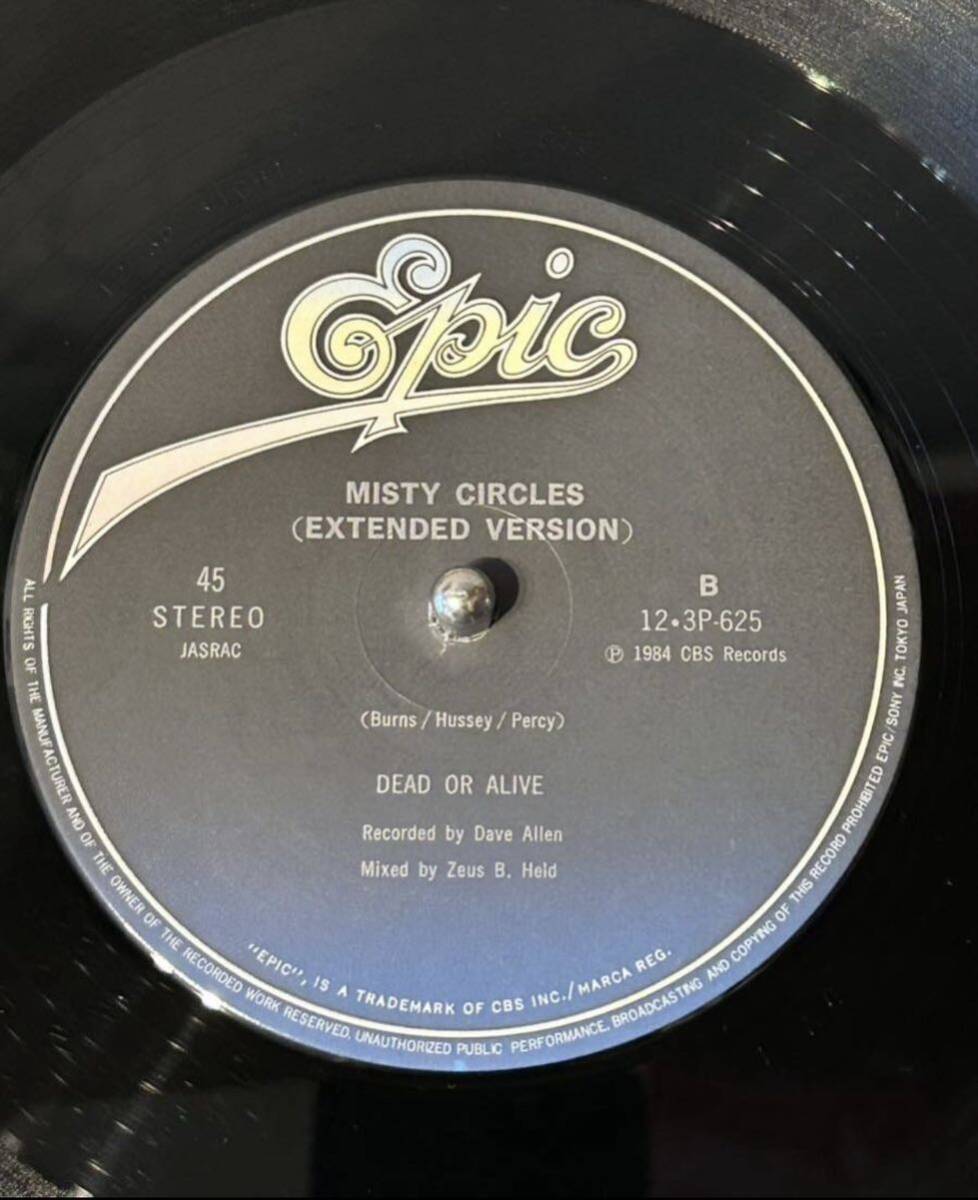 Epic
MISTY CIRCLES
(EXTENDED VERSION)
45
STEREO
JASRAC
B
12•3P-625
Ⓟ 1984 CBS Records
(Burns / Hussey / Percy)
DEAD OR ALIVE
Recorded by Dave Allen
Mixed by Zeus B. Held
"EPIC", IS A TRADEMARK OF CBS INC./MARCA REG.
ALL RIGHTS OF THE MANUFACTURER AND OF THE OWNER OF THE RECORDED WORK RESERVED. UNAUTHORIZED PUBLIC PERFORMANCE. BROADCASTING AND COPYING OF THIS RECORD PROHIBITED EPIC/SONY INC. TOKYO JAPAN